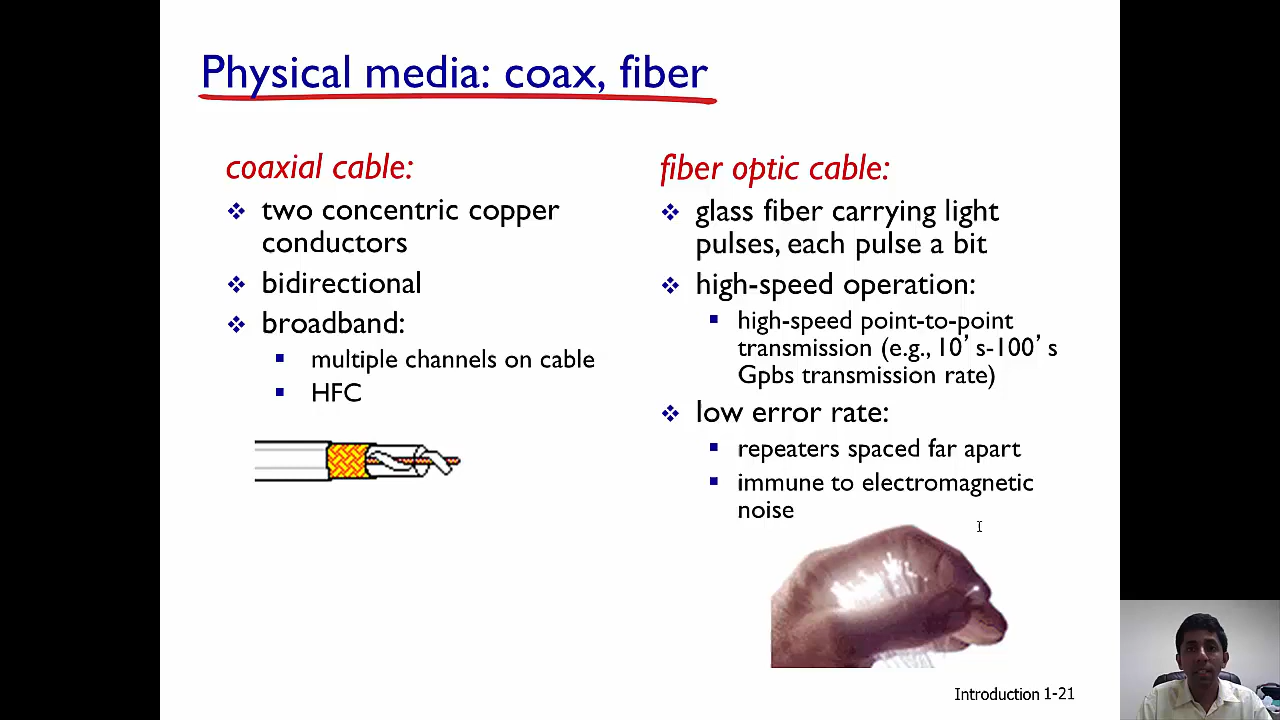 Physical media: coax, fiber
coaxial cable:
two concentric copper
conductors
bidirectional
broadband:
multiple channels on cable
HFC
fiber optic cable:
glass fiber carrying light
pulses, each pulse a bit
high-speed operation:
high-speed point-to-point
transmission (e.g., 10’ s-100’ s
Gpbs transmission rate)
low error rate:
repeaters spaced far apart
immune to electromagnetic
noise
Introduction 1-21